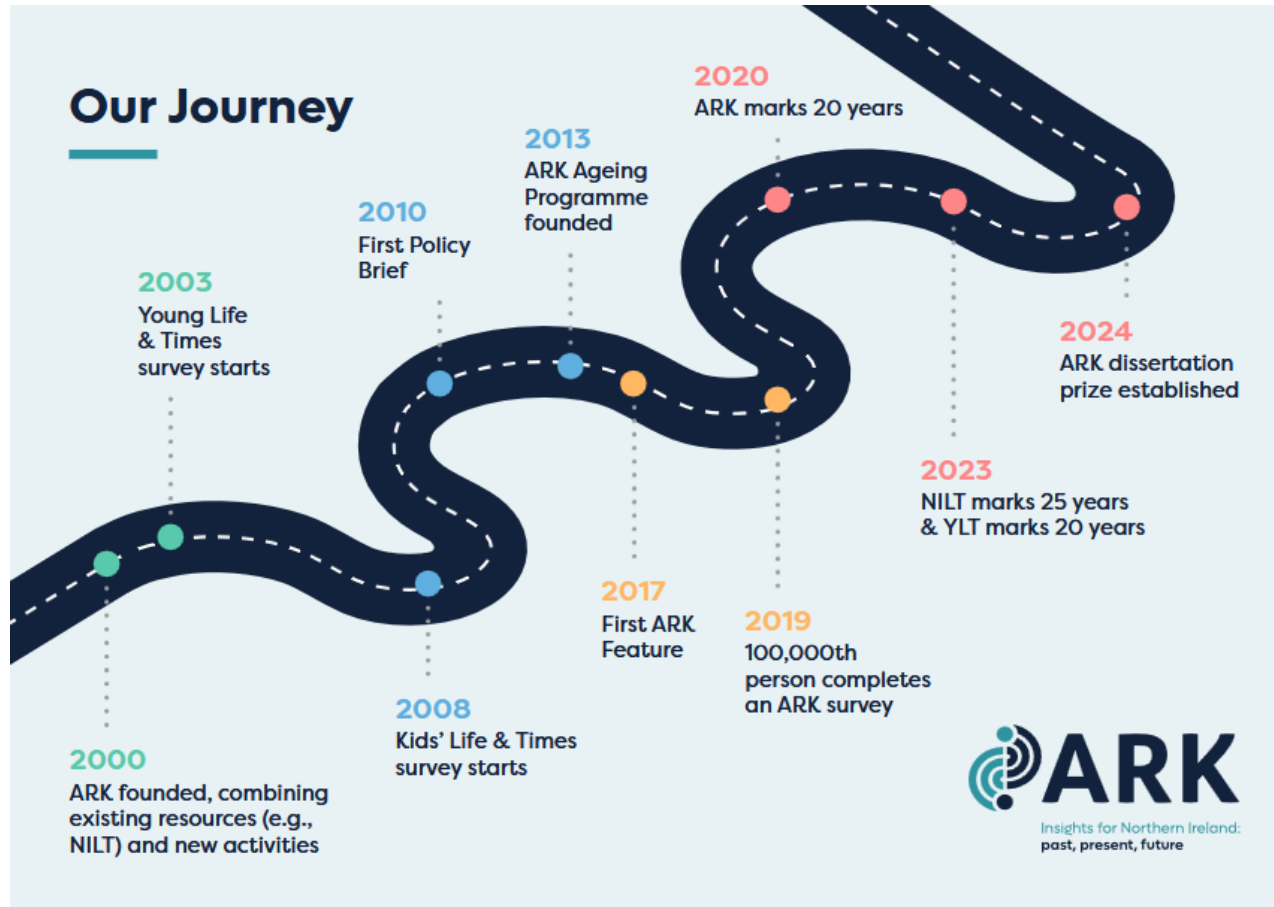 Our Journey
2000
ARK founded, combining
existing resources (e.g.,
NILT) and new activities
2003
Young Life
& Times
survey starts
2008
Kids' Life & Times
survey starts
2010
First Policy
Brief
2013
ARK Ageing
Programme
founded
2017
First ARK
Feature
2019
100,000th
person completes
an ARK survey
2020
ARK marks 20 years
2023
NILT marks 25 years
& YLT marks 20 years
2024
ARK dissertation
prize established
ARK
Insights for Northern Ireland:
past, present, future